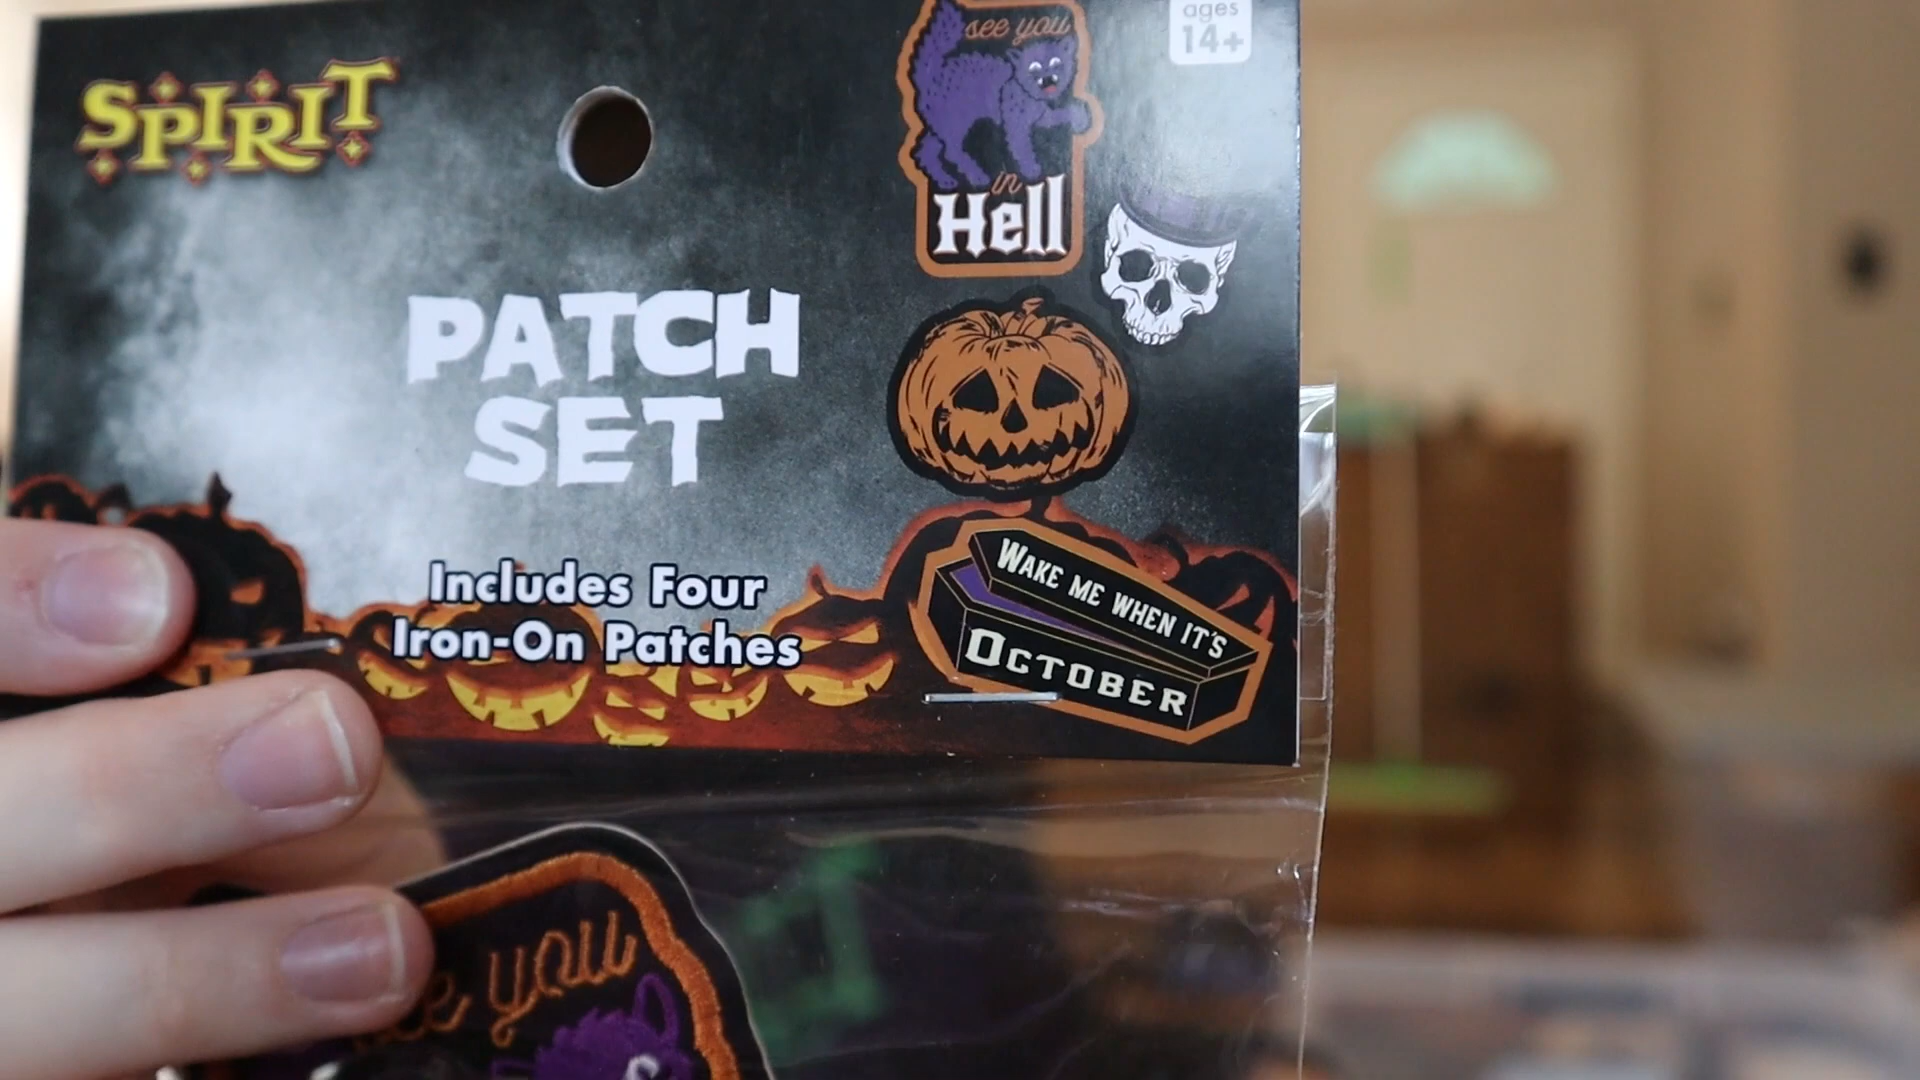 SPIRIT
PATCH
SET
Includes Four
Iron-On Patches
see you
in
Hell
ages
14+
WAKE ME WHEN IT'S
OCTOBER
you